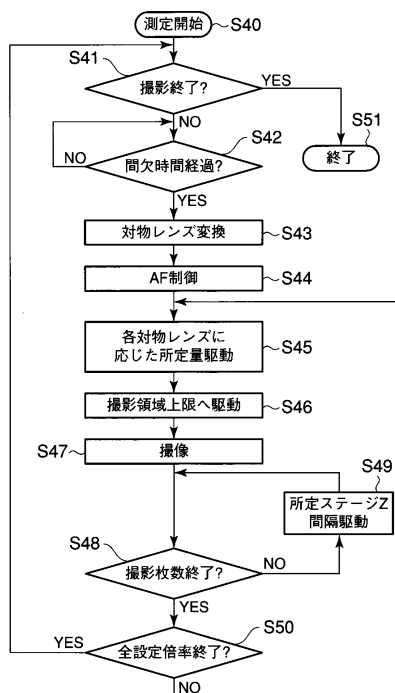 測定開始
S40
S41
撮影終了?
YES
NO
S51
終了
S42
間欠時間経過?
NO
YES
対物レンズ変換
S43
AF制御
S44
各対物レンズに
応じた所定量駆動
S45
撮影領域上限へ駆動
S46
S47
撮像
S49
所定ステージZ
間隔駆動
S48
撮影枚数終了?
NO
YES
S50
YES
全設定倍率終了?
NO